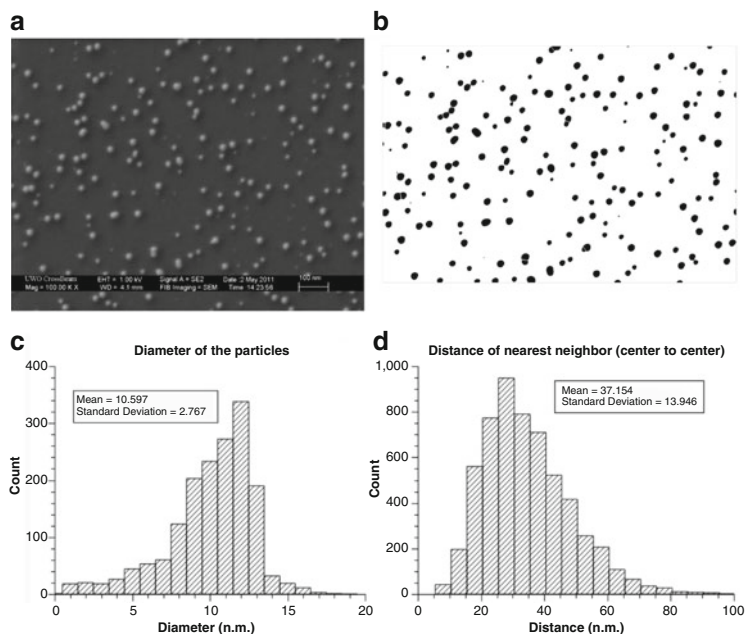 a
b
UWO CrossBeam EHT = 1.00 kV Signal A = SE2 Date :2 May 2011 100 nm
Mag = 100.00 K X WD = 4.1 mm FIB Imaging = SEM Time :14:23:56
c
d
Diameter of the particles
Distance of nearest neighbor (center to center)
400
300
200
100
0
Count
Mean = 10.597
Standard Deviation = 2.767
0 5 10 15 20
Diameter (n.m.)
1,000
800
600
400
200
0
Count
Mean = 37.154
Standard Deviation = 13.946
0 20 40 60 80 100
Distance (n.m.)